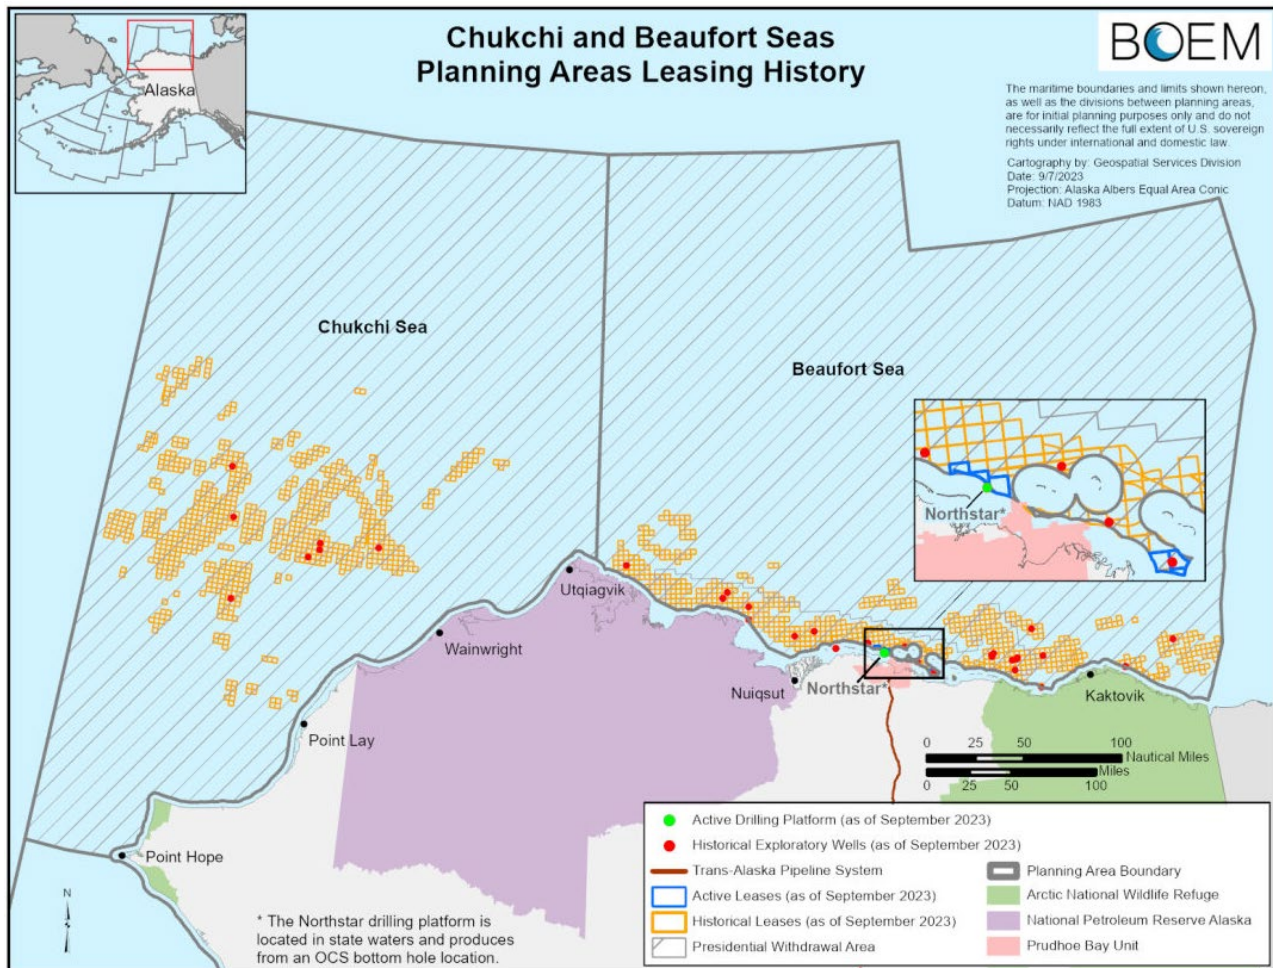 Chukchi and Beaufort Seas
Planning Areas Leasing History
BOEM
The maritime boundaries and limits shown hereon,
as well as the divisions between planning areas,
are for initial planning purposes only and do not
necessarily reflect the full extent of U.S. sovereign
rights under international and domestic law.
Cartography by: Geospatial Services Division
Date: 9/7/2023
Projection: Alaska Albers Equal Area Conic
Datum: NAD 1983
Alaska
Chukchi Sea
Beaufort Sea
Northstar*
Utqiagvik
Wainwright
Nuiqsut
Northstar*
Kaktovik
Point Lay
Point Hope
0 25 50 100
Nautical Miles
Miles
0 25 50 100
N
* The Northstar drilling platform is
located in state waters and produces
from an OCS bottom hole location.
Active Drilling Platform (as of September 2023)
Historical Exploratory Wells (as of September 2023)
Trans-Alaska Pipeline System
Active Leases (as of September 2023)
Historical Leases (as of September 2023)
Presidential Withdrawal Area
Planning Area Boundary
Arctic National Wildlife Refuge
National Petroleum Reserve Alaska
Prudhoe Bay Unit